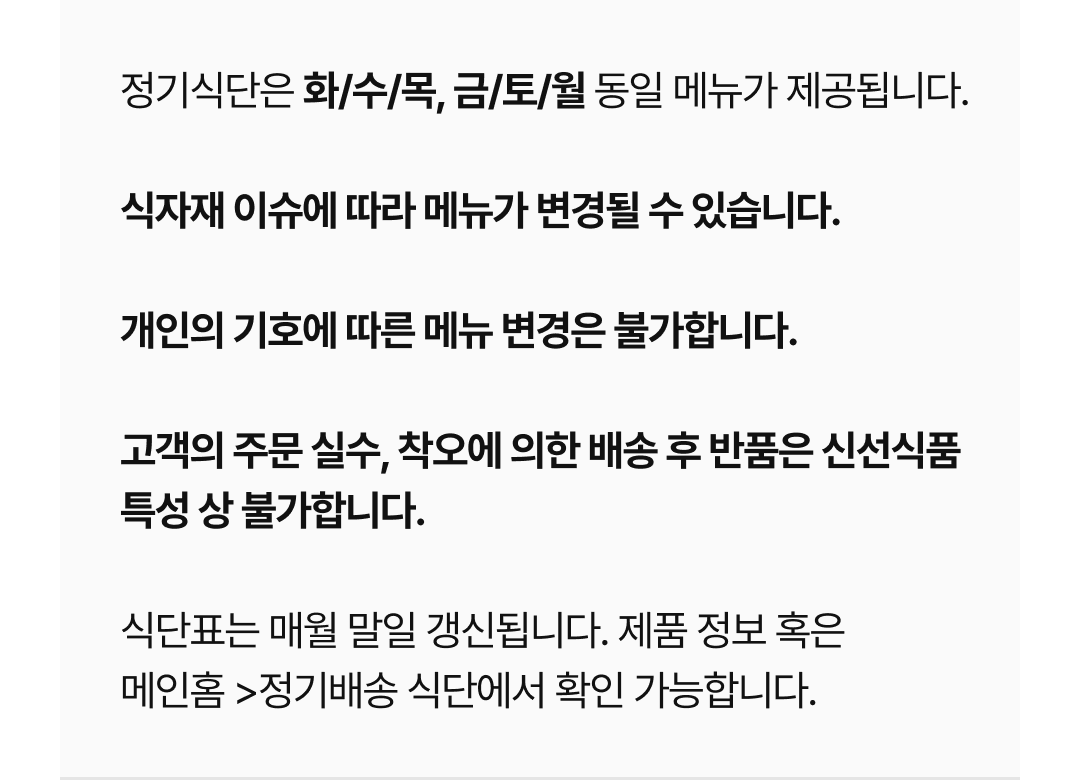 정기식단은 화/수/목, 금/토/월 동일 메뉴가 제공됩니다.
식자재 이슈에 따라 메뉴가 변경될 수 있습니다.
개인의 기호에 따른 메뉴 변경은 불가합니다.
고객의 주문 실수, 착오에 의한 배송 후 반품은 신선식품
특성 상 불가합니다.
식단표는 매월 말일 갱신됩니다. 제품 정보 혹은
메인홈 >정기배송 식단에서 확인 가능합니다.